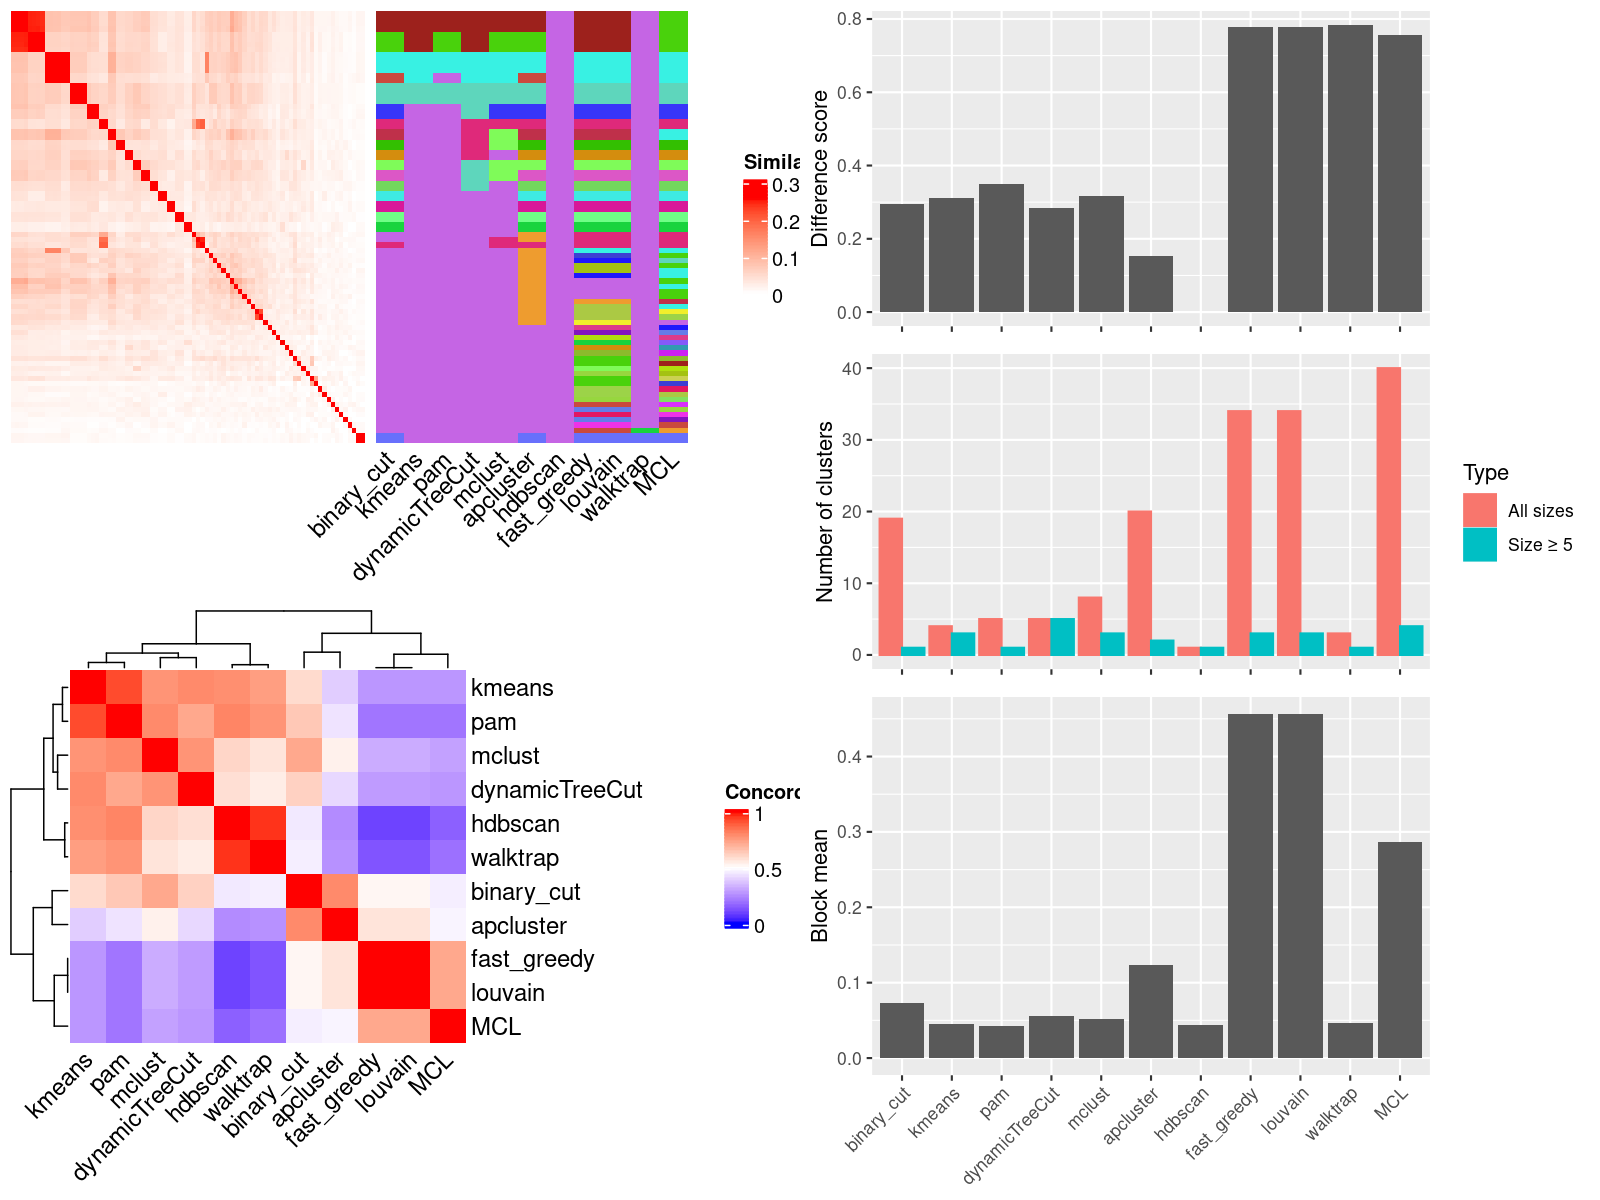 Simila
0.3
0.2
0.1
0
binary_cut
kmeans
pam
dynamicTreeCut
mclust
apcluster
hdbscan
fast_greedy
louvain
walktrap
MCL
kmeans
pam
mclust
dynamicTreeCut
hdbscan
walktrap
binary_cut
apcluster
fast_greedy
louvain
MCL
Concord
1
0.5
0
kmeans
pam
mclust
dynamicTreeCut
hdbscan
walktrap
binary_cut
apcluster
fast_greedy
louvain
MCL
Difference score
0.8
0.6
0.4
0.2
0.0
Number of clusters
40
30
20
10
0
Type
All sizes
Size ≥ 5
Block mean
0.4
0.3
0.2
0.1
0.0
binary_cut
kmeans
pam
dynamicTreeCut
mclust
apcluster
hdbscan
fast_greedy
louvain
walktrap
MCL